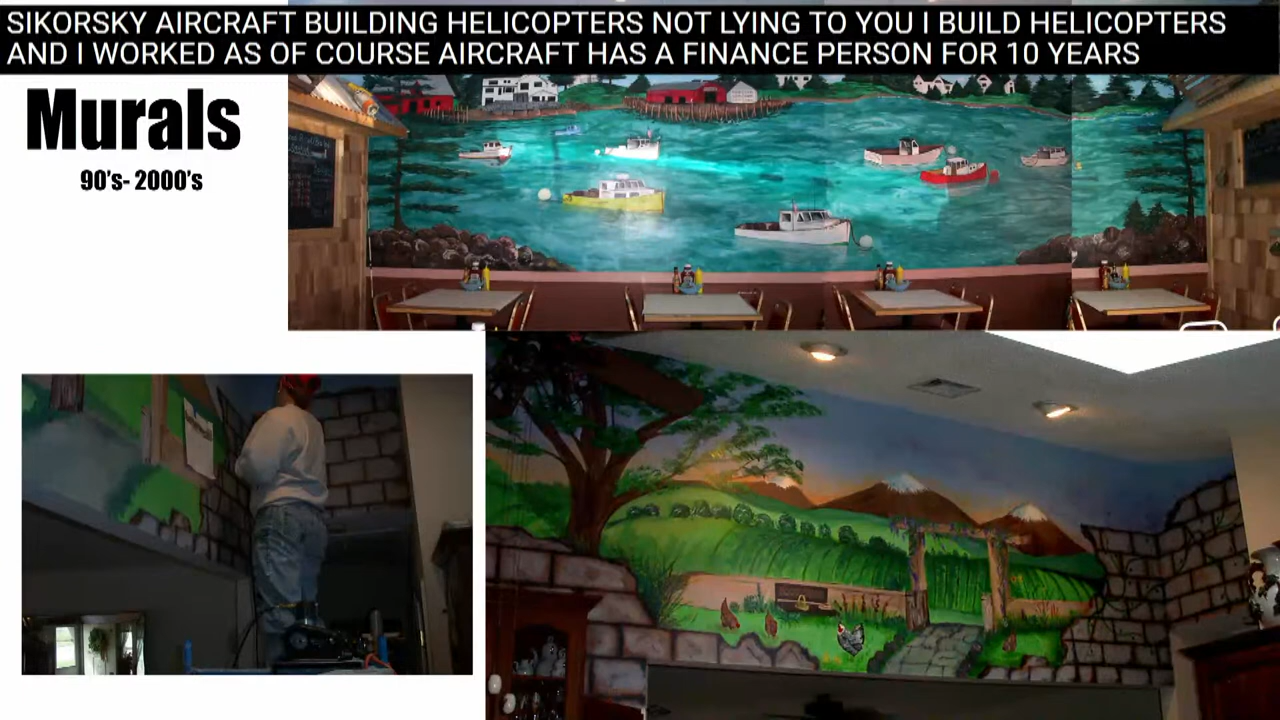 SIKORSKY AIRCRAFT BUILDING HELICOPTERS NOT LYING TO YOU I BUILD HELICOPTERS
AND I WORKED AS OF COURSE AIRCRAFT HAS A FINANCE PERSON FOR 10 YEARS
Murals
90's- 2000's